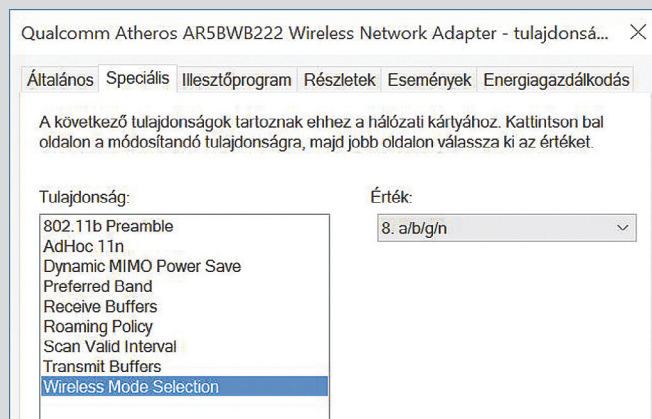 Qualcomm Atheros AR5BWB222 Wireless Network Adapter - tulajdonsá...
Általános Speciális Illesztőprogram Részletek Események Energiagazdálkodás
A következő tulajdonságok tartoznak ehhez a hálózati kártyához. Kattintson bal
oldalon a módosítandó tulajdonságra, majd jobb oldalon válassza ki az értéket.
Tulajdonság:
802.11b Preamble
AdHoc 11n
Dynamic MIMO Power Save
Preferred Band
Receive Buffers
Roaming Policy
Scan Valid Interval
Transmit Buffers
Wireless Mode Selection
Érték:
8. a/b/g/n